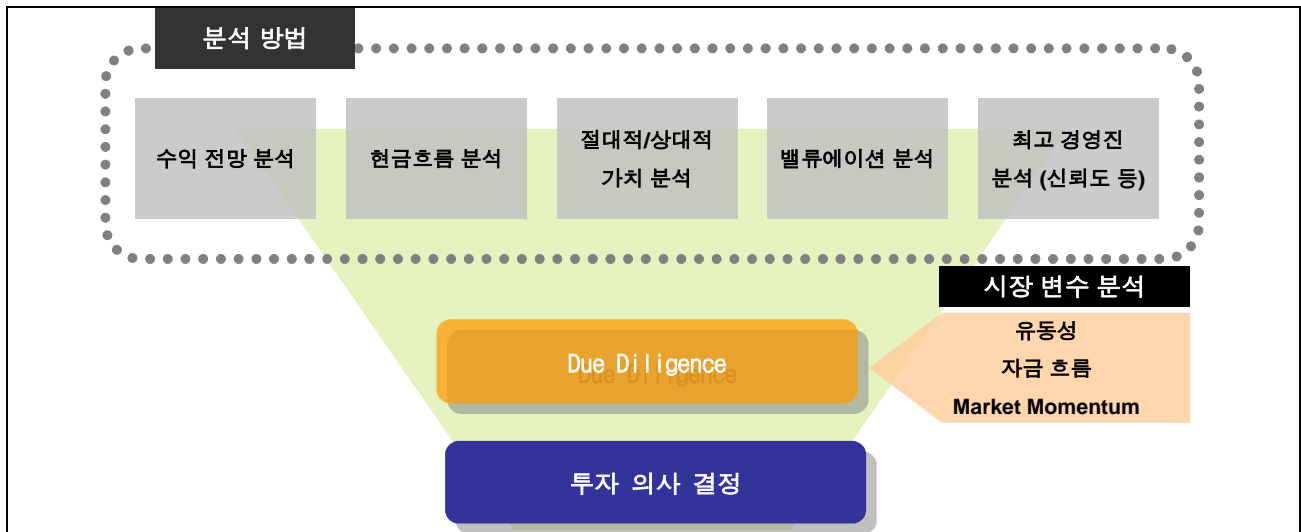 분석 방법
수익 전망 분석
현금흐름 분석
절대적/상대적
가치 분석
밸류에이션 분석
최고 경영진
분석 (신뢰도 등)
시장 변수 분석
유동성
자금 흐름
Market Momentum
Due Diligence
투자 의사 결정